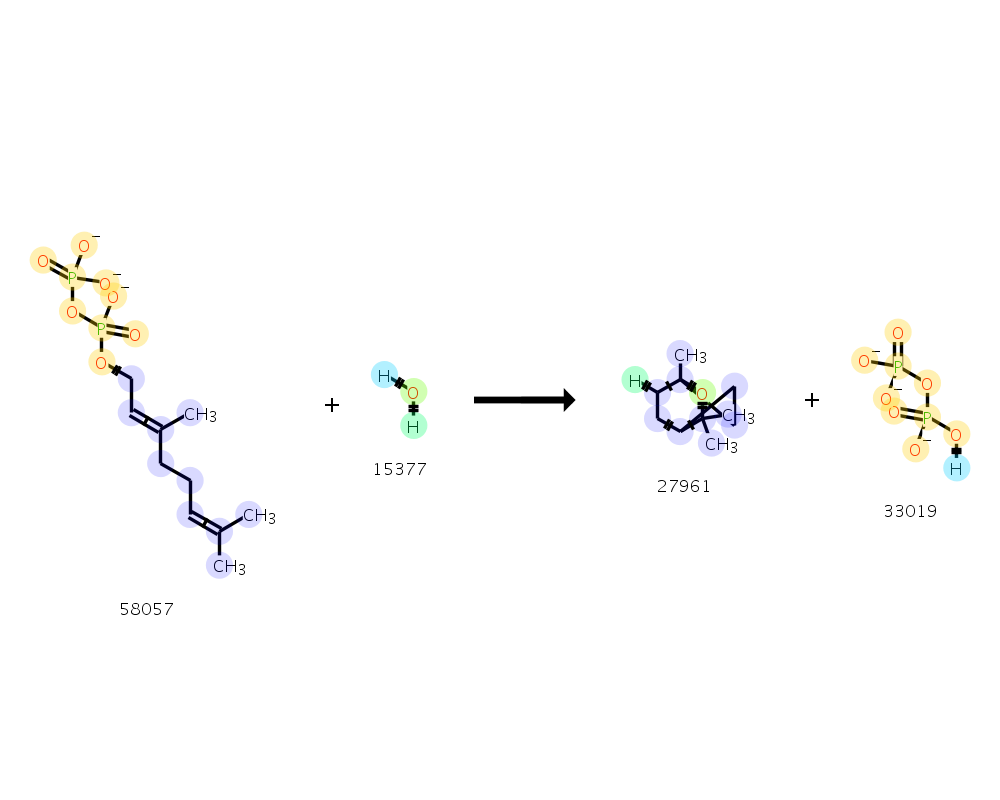 O O⁻ P O⁻ O⁻ O P O O CH3 CH3 CH3
58057
+
H O H
15377
CH3 H O CH3 CH3
27961
+
O O⁻ P O O⁻ O P O⁻ O H
33019